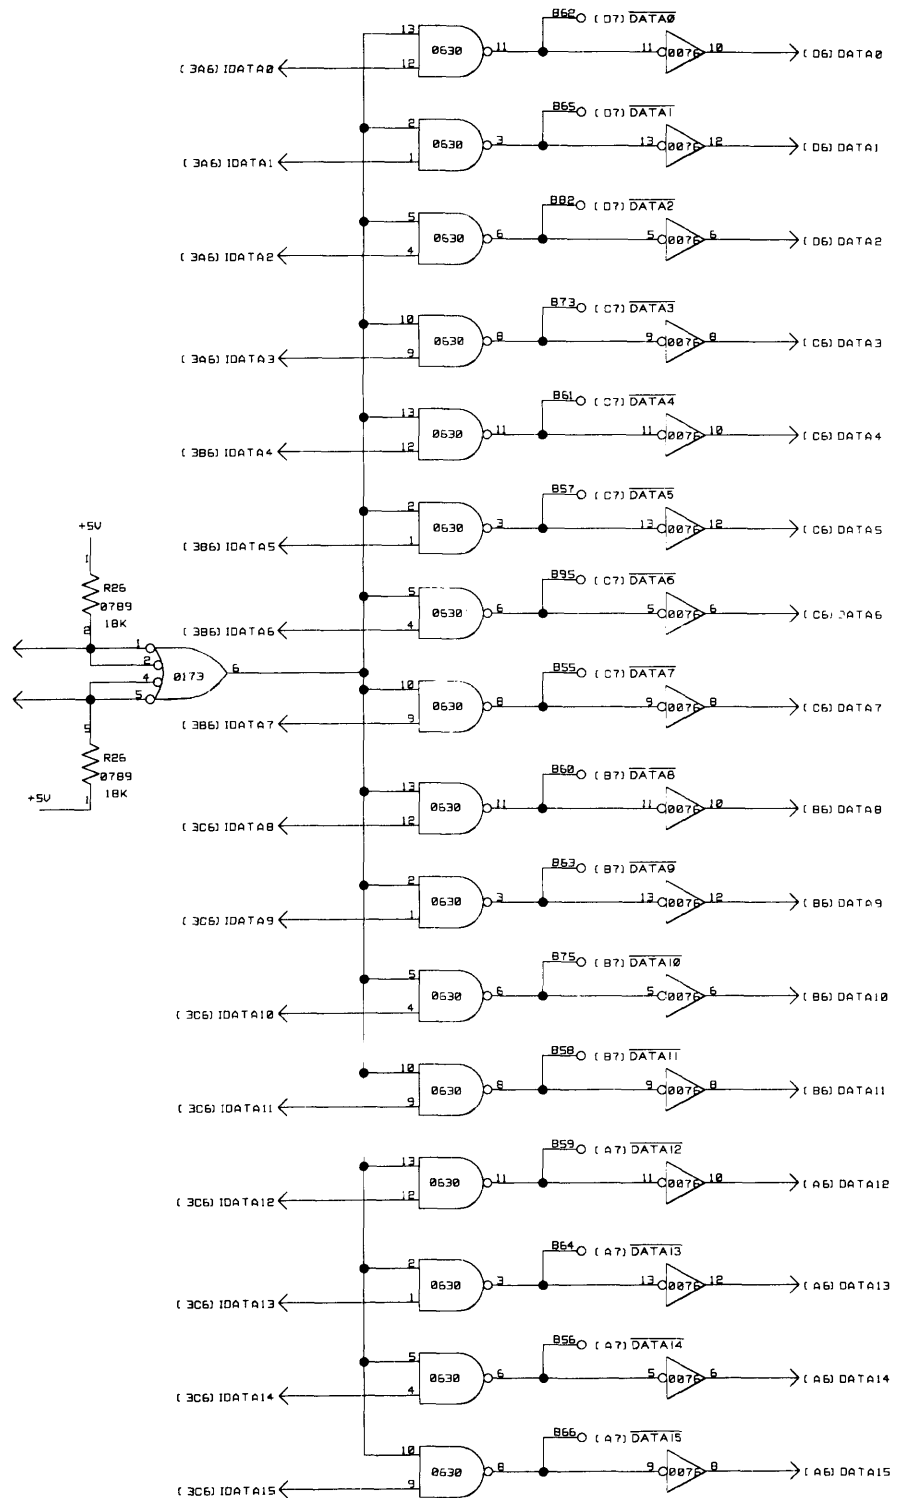 B62 ( D7) DATA0
13 0630 11 11 0076 10 ( D6) DATA0
( 3A6) IDATA0 12
B65 ( D7) DATA1
2 0630 3 13 0076 12 ( D6) DATA1
( 3A6) IDATA1 1
B82 ( D7) DATA2
5 0630 6 5 0076 6 ( D6) DATA2
( 3A6) IDATA2 4
B73 ( C7) DATA3
10 0630 8 9 0076 8 ( C6) DATA3
( 3A6) IDATA3 9
B61 ( C7) DATA4
13 0630 11 11 0076 10 ( C6) DATA4
( 3B6) IDATA4 12
B57 ( C7) DATA5
2 0630 3 13 0076 12 ( C6) DATA5
( 3B6) IDATA5 1
B95 ( C7) DATA6
5 0630 6 5 0076 6 ( C6) DATA6
( 3B6) IDATA6 4
+5V
1
R26
0789
18K
2
1
2
4
5
0173 6
5
R26
0789
18K
+5V 1
B55 ( C7) DATA7
10 0630 8 9 0076 8 ( C6) DATA7
( 3B6) IDATA7 9
B60 ( B7) DATA8
13 0630 11 11 0076 10 ( B6) DATA8
( 3C6) IDATA8 12
B63 ( B7) DATA9
2 0630 3 13 0076 12 ( B6) DATA9
( 3C6) IDATA9 1
B75 ( B7) DATA10
5 0630 6 5 0076 6 ( B6) DATA10
( 3C6) IDATA10 4
B58 ( B7) DATA11
10 0630 8 9 0076 8 ( B6) DATA11
( 3C6) IDATA11 9
B59 ( A7) DATA12
13 0630 11 11 0076 10 ( A6) DATA12
( 3C6) IDATA12 12
B64 ( A7) DATA13
2 0630 3 13 0076 12 ( A6) DATA13
( 3C6) IDATA13 1
B56 ( A7) DATA14
5 0630 6 5 0076 6 ( A6) DATA14
( 3C6) IDATA14 4
B66 ( A7) DATA15
10 0630 8 9 0076 8 ( A6) DATA15
( 3C6) IDATA15 9